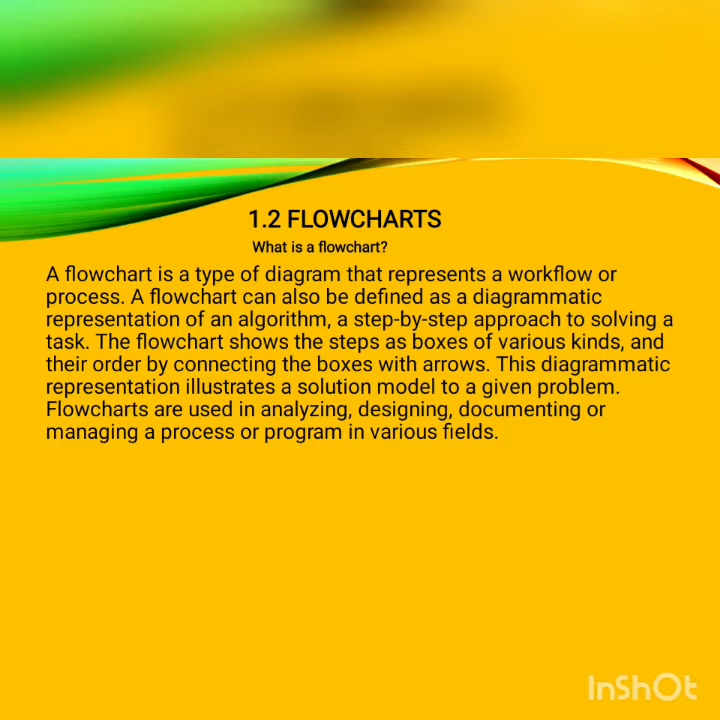 1.2 FLOWCHARTS
What is a flowchart?
A flowchart is a type of diagram that represents a workflow or
process. A flowchart can also be defined as a diagrammatic
representation of an algorithm, a step-by-step approach to solving a
task. The flowchart shows the steps as boxes of various kinds, and
their order by connecting the boxes with arrows. This diagrammatic
representation illustrates a solution model to a given problem.
Flowcharts are used in analyzing, designing, documenting or
managing a process or program in various fields.
InShOt